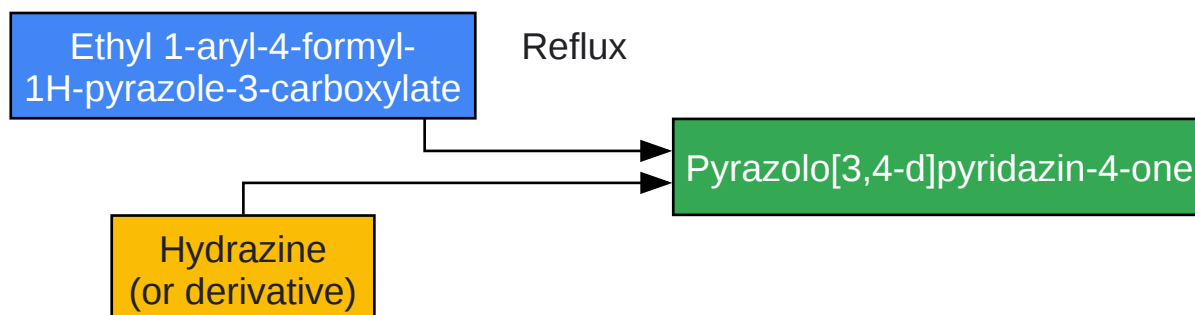 Ethyl 1-aryl-4-formyl-
1H-pyrazole-3-carboxylate
Reflux
Pyrazolo[3,4-d]pyridazin-4-one
Hydrazine
(or derivative)